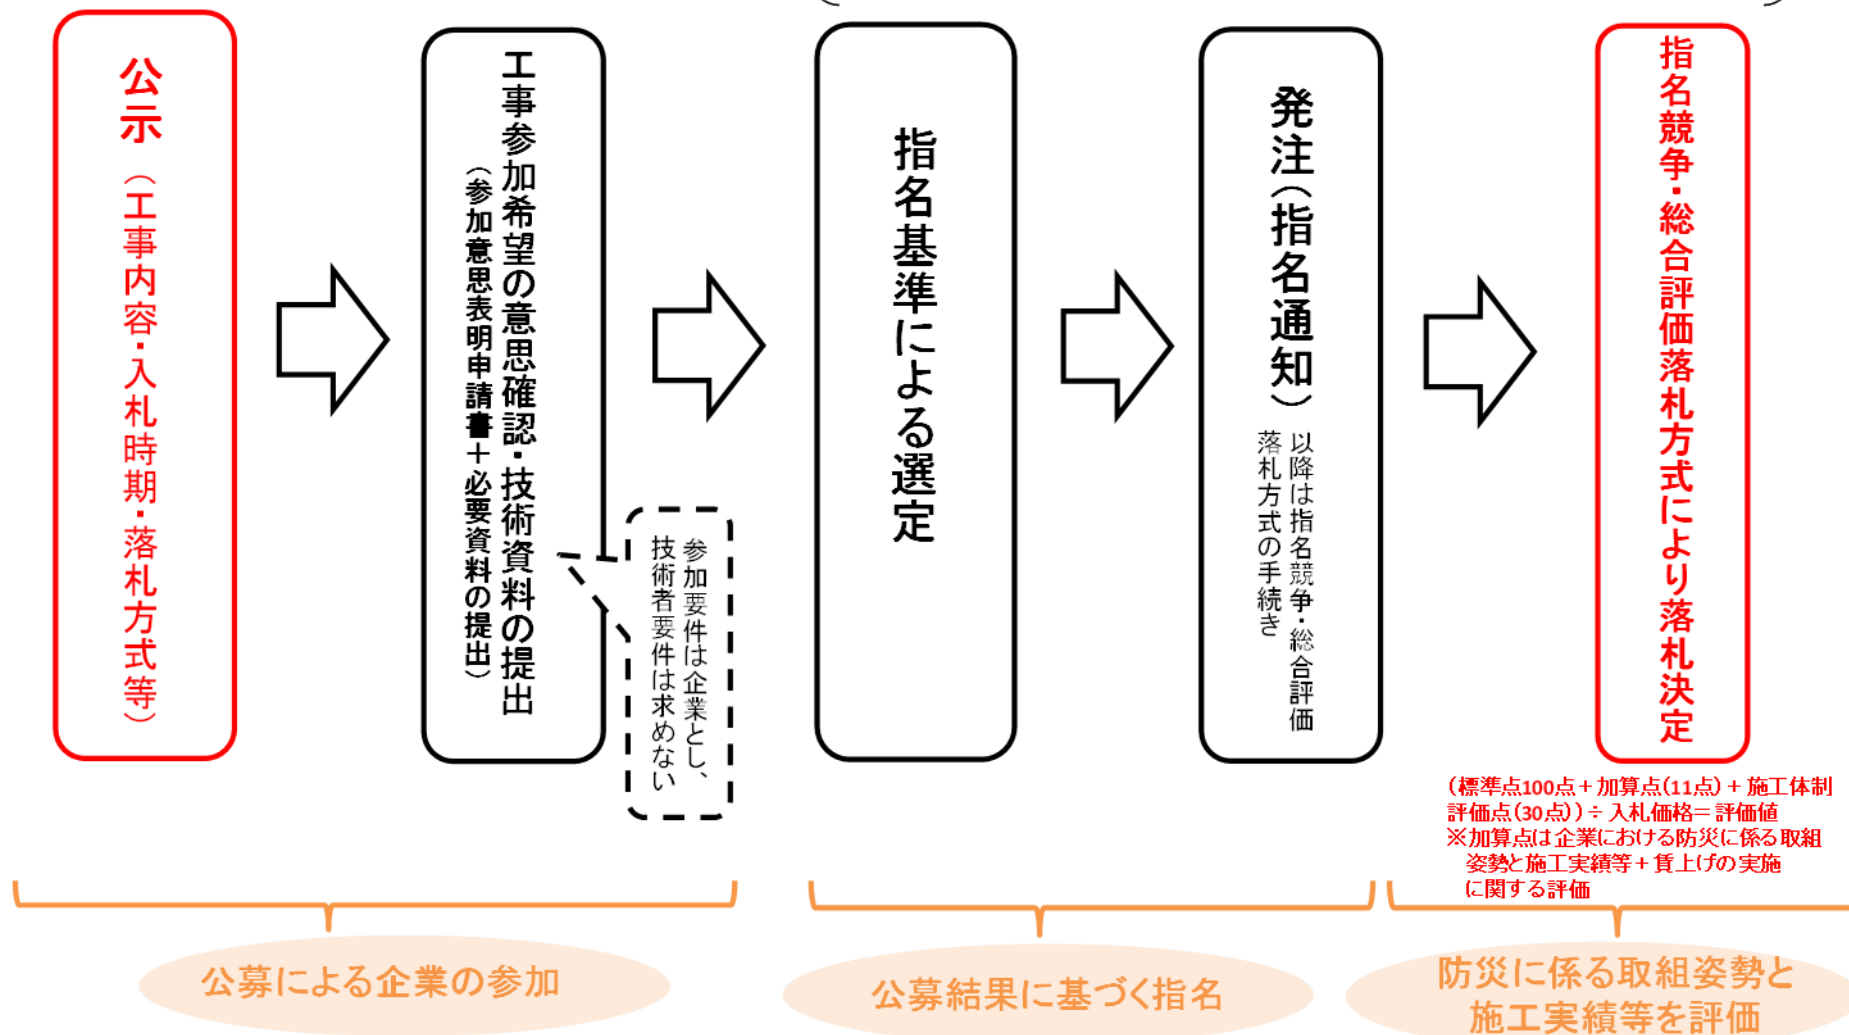 公示（工事内容・入札時期・落札方式等）
工事参加希望の意思確認・技術資料の提出
（参加意思表明申請書＋必要資料の提出）
参加要件は企業とし、
技術者要件は求めない
指名基準による選定
発注（指名通知）
以降は指名競争・総合評価
落札方式の手続き
指名競争・総合評価落札方式により落札決定
(標準点100点＋加算点(11点)＋施工体制
評価点(30点))÷入札価格＝評価値
※加算点は企業における防災に係る取組
姿勢と施工実績等＋賃上げの実施
に関する評価
公募による企業の参加
公募結果に基づく指名
防災に係る取組姿勢と
施工実績等を評価